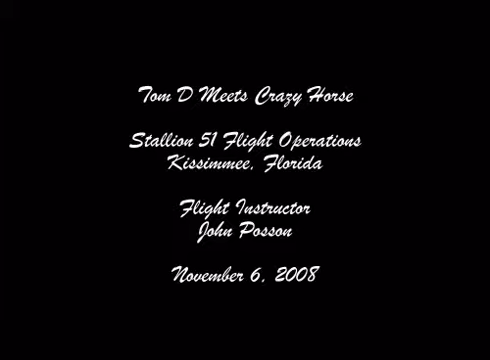 Tom D Meets Crazy Horse
Stallion 51 Flight Operations
Kissimmee, Florida
Flight Instructor
John Posson
November 6, 2008